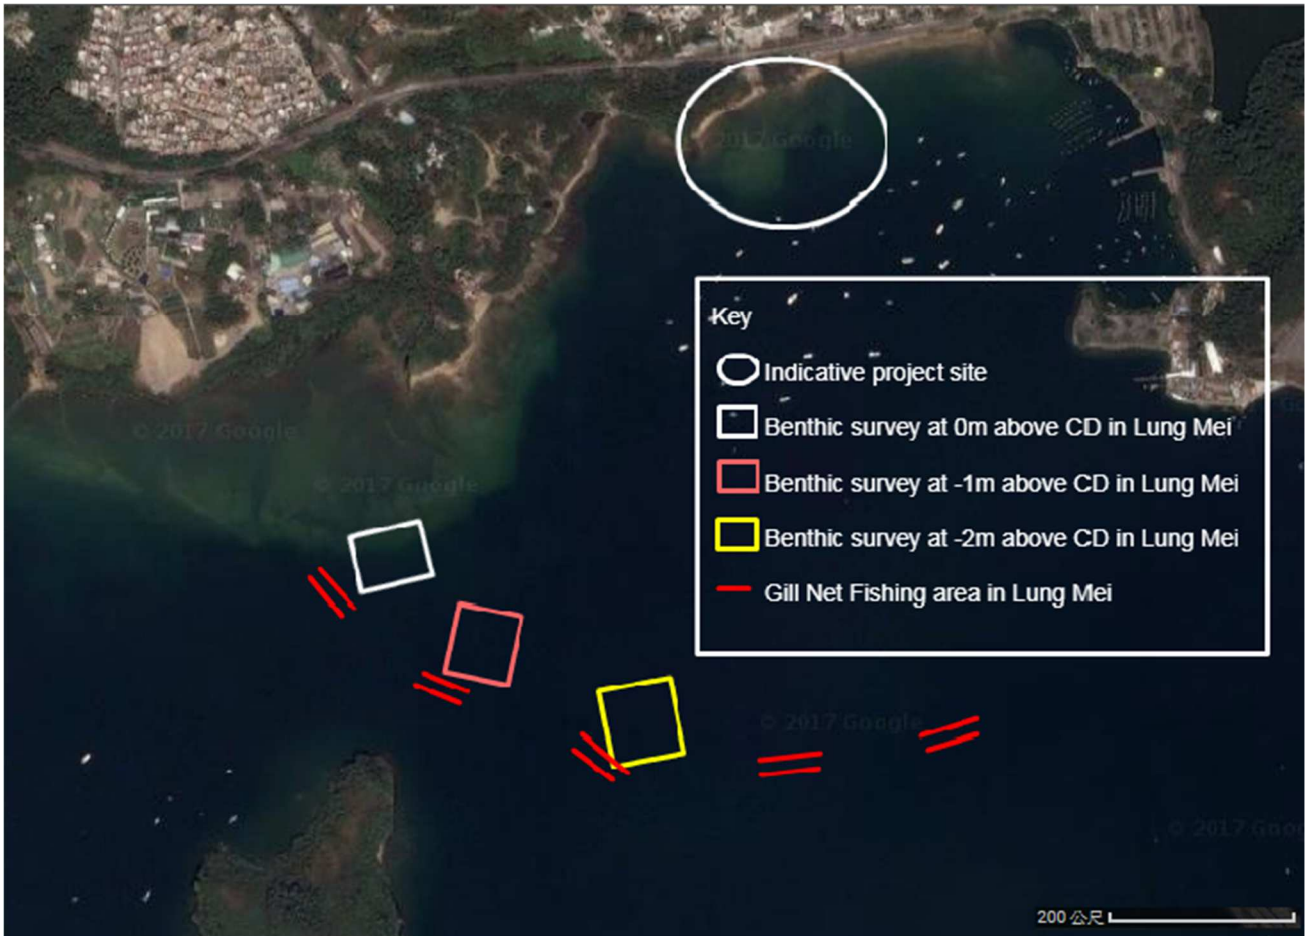 2017 Google
Key
Indicative project site
Benthic survey at 0m above CD in Lung Mei
Benthic survey at -1m above CD in Lung Mei
Benthic survey at -2m above CD in Lung Mei
Gill Net Fishing area in Lung Mei
© 2017 Google
© 2017 Google
© 2017 Google
© 2017 Goo
200 公尺